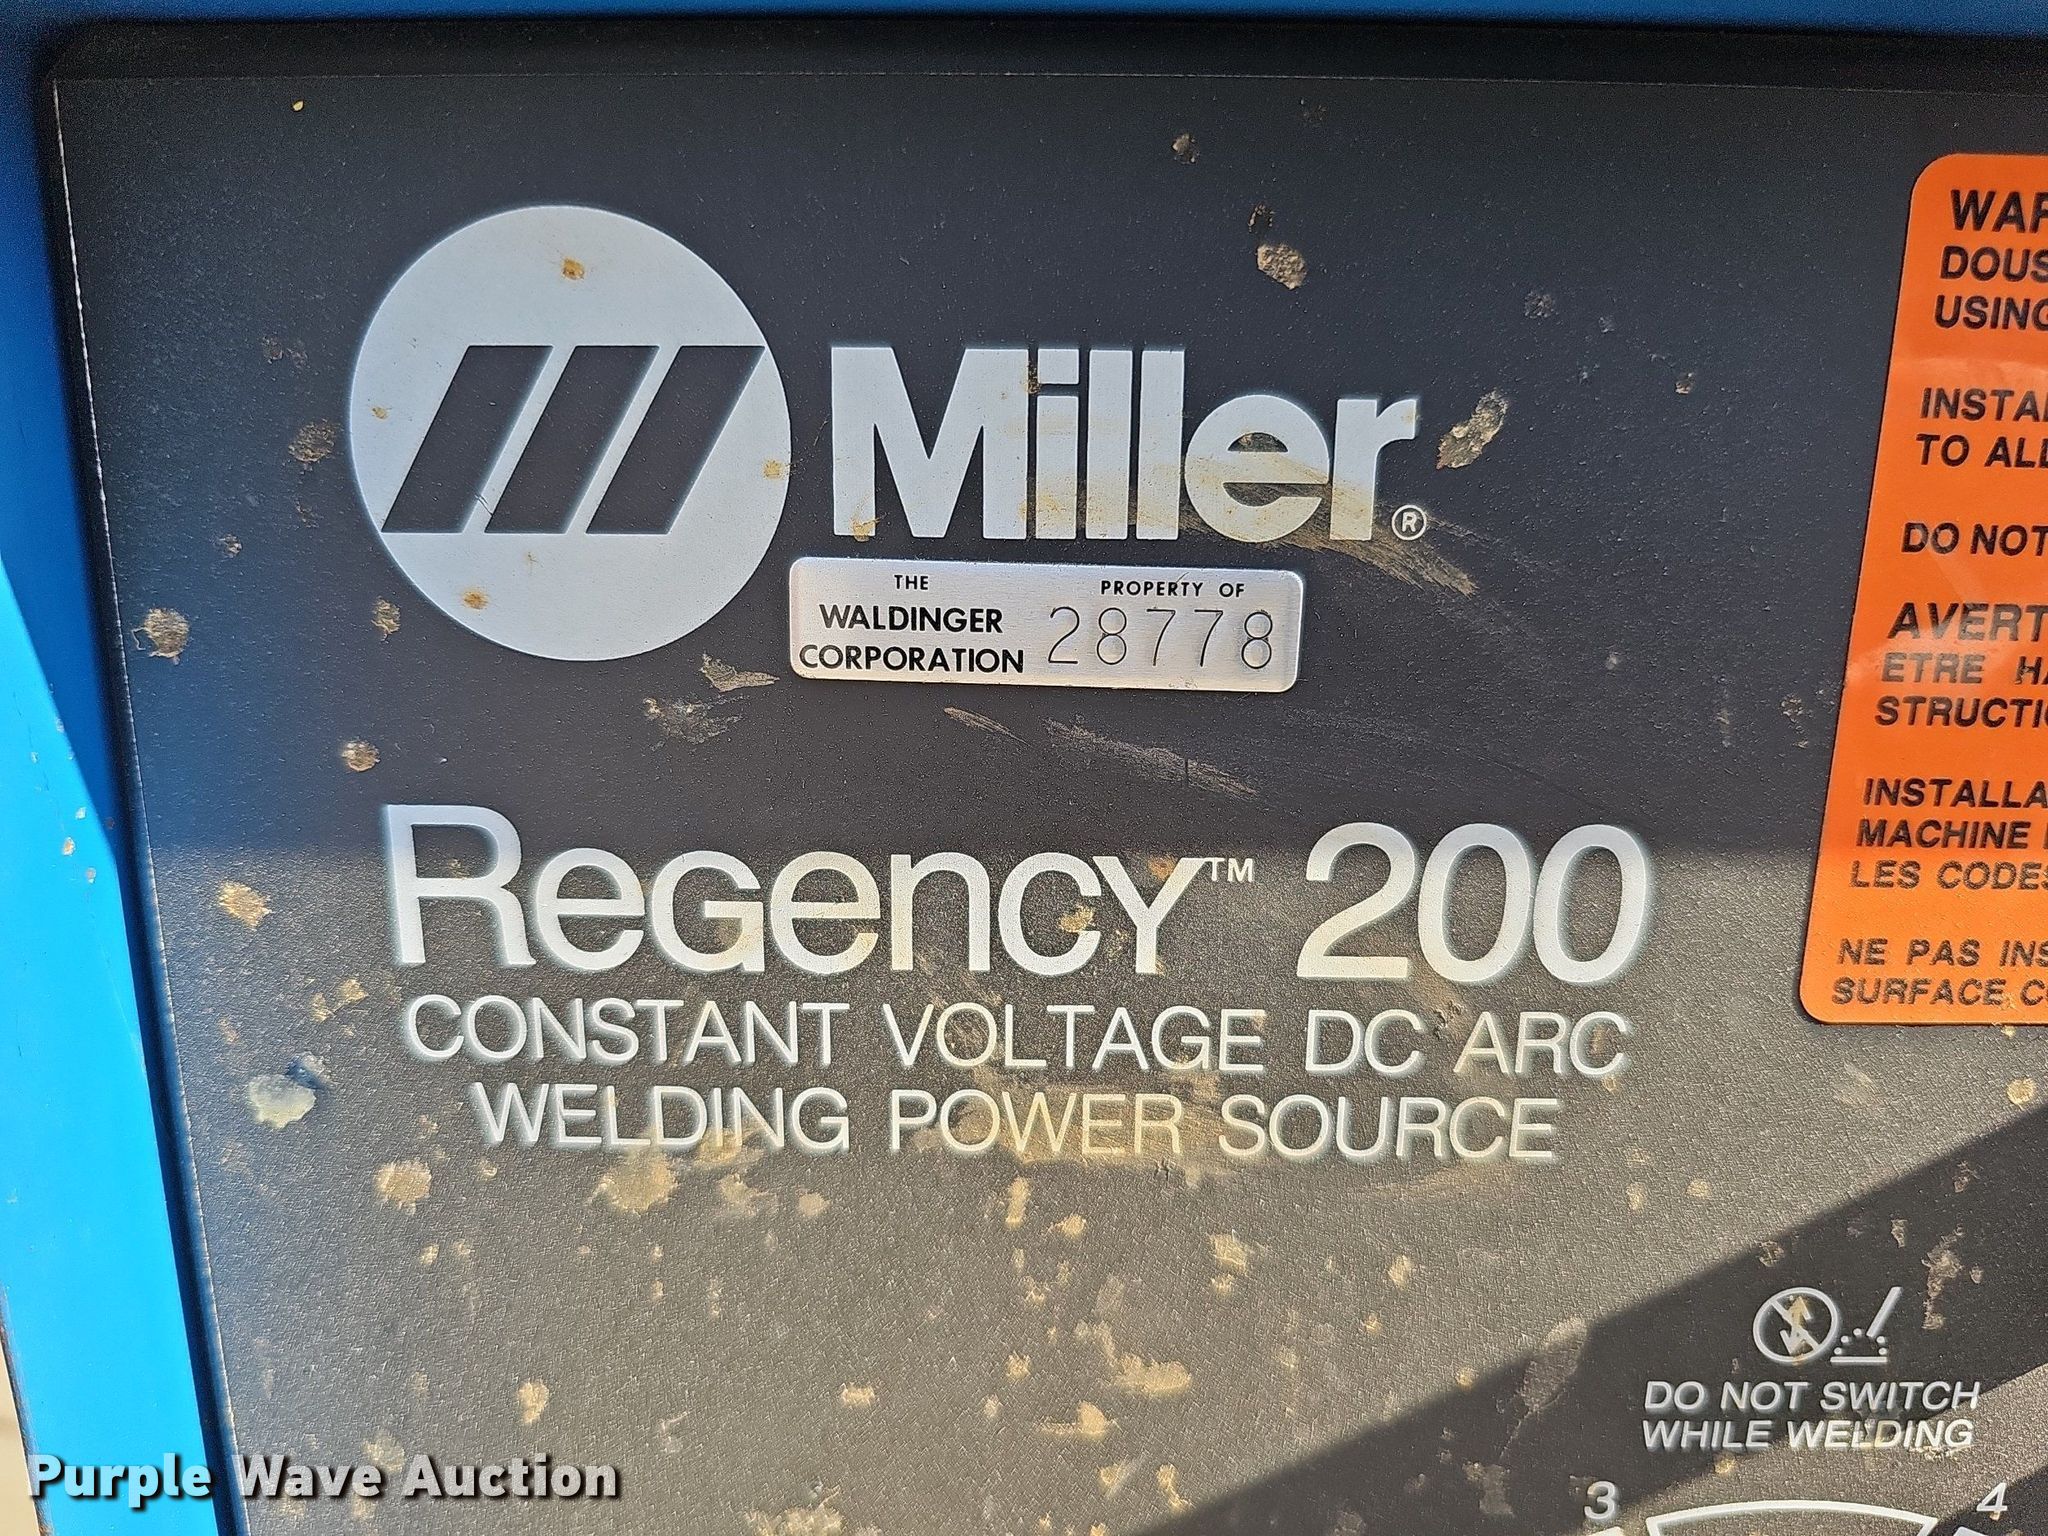 Miller®
THE WALDINGER CORPORATION
PROPERTY OF
28778
Regency™ 200
CONSTANT VOLTAGE DC ARC
WELDING POWER SOURCE
DOUS
USING
TO ALL
DO NOT
AVERT
ETRE HA
STRUCTI
INSTALLA
MACHINE
LES CODES
NE PAS INS
SURFACE CO
DO NOT SWITCH
WHILE WELDING
3 4
Purple Wave Auction